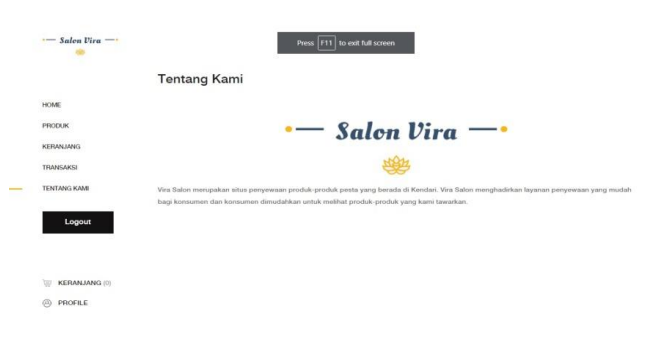 Salon Vira
Press F11 to exit full screen
Tentang Kami
HOME
PRODUK
KERANJANG
TRANSAKSI
TENTANG KAMI
Logout
KERANJANG (0)
PROFILE
Salon Vira
Vira Salon merupakan situs penyewaan produk-produk pesta yang berada di Kendari. Vira Salon menghadirkan layanan penyewaan yang mudah
bagi konsumen dan konsumen dimudahkan untuk melihat produk-produk yang kami tawarkan.